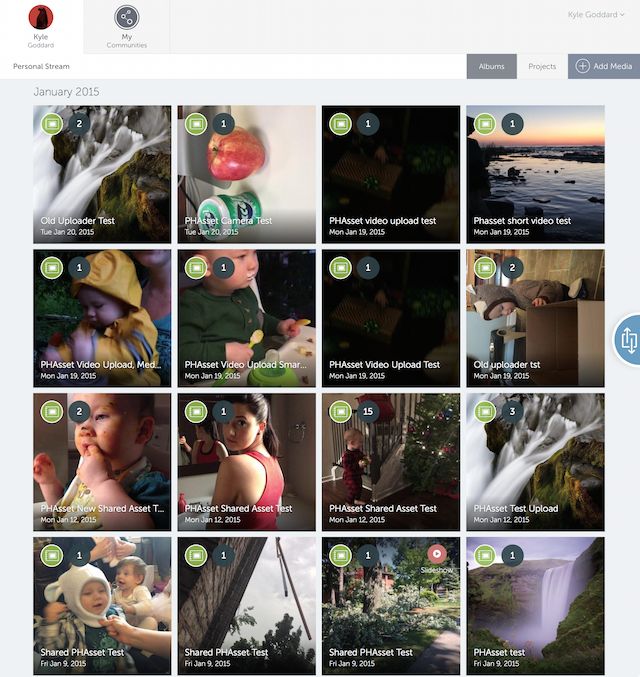 Kyle
Goddard
My
Communities
Kyle Goddard
Personal Stream
Albums
Projects
Add Media
January 2015
2
Old Uploader Test
Tue Jan 20, 2015
1
PHAsset Camera Test
Tue Jan 20, 2015
1
PHAsset video upload test
Mon Jan 19, 2015
1
Phasset short video test
Mon Jan 19, 2015
1
PHAsset Video Upload, Med...
Mon Jan 19, 2015
1
PHAsset Video Upload Smar...
Mon Jan 19, 2015
1
PHAsset Video Upload Test
Mon Jan 19, 2015
2
Old uploader tst
Mon Jan 19, 2015
2
PHAsset New Shared Asset T...
Mon Jan 12, 2015
1
PHAsset Shared Asset Test
Mon Jan 12, 2015
15
PHAsset Shared Asset Test
Mon Jan 12, 2015
3
PHAsset Test Upload
Mon Jan 12, 2015
1
Shared PHAsset Test
Fri Jan 9, 2015
1
Shared PHAsset Test
Fri Jan 9, 2015
1
Slideshow
Shared PHAsset Test
Fri Jan 9, 2015
1
PHAsset test
Fri Jan 9, 2015